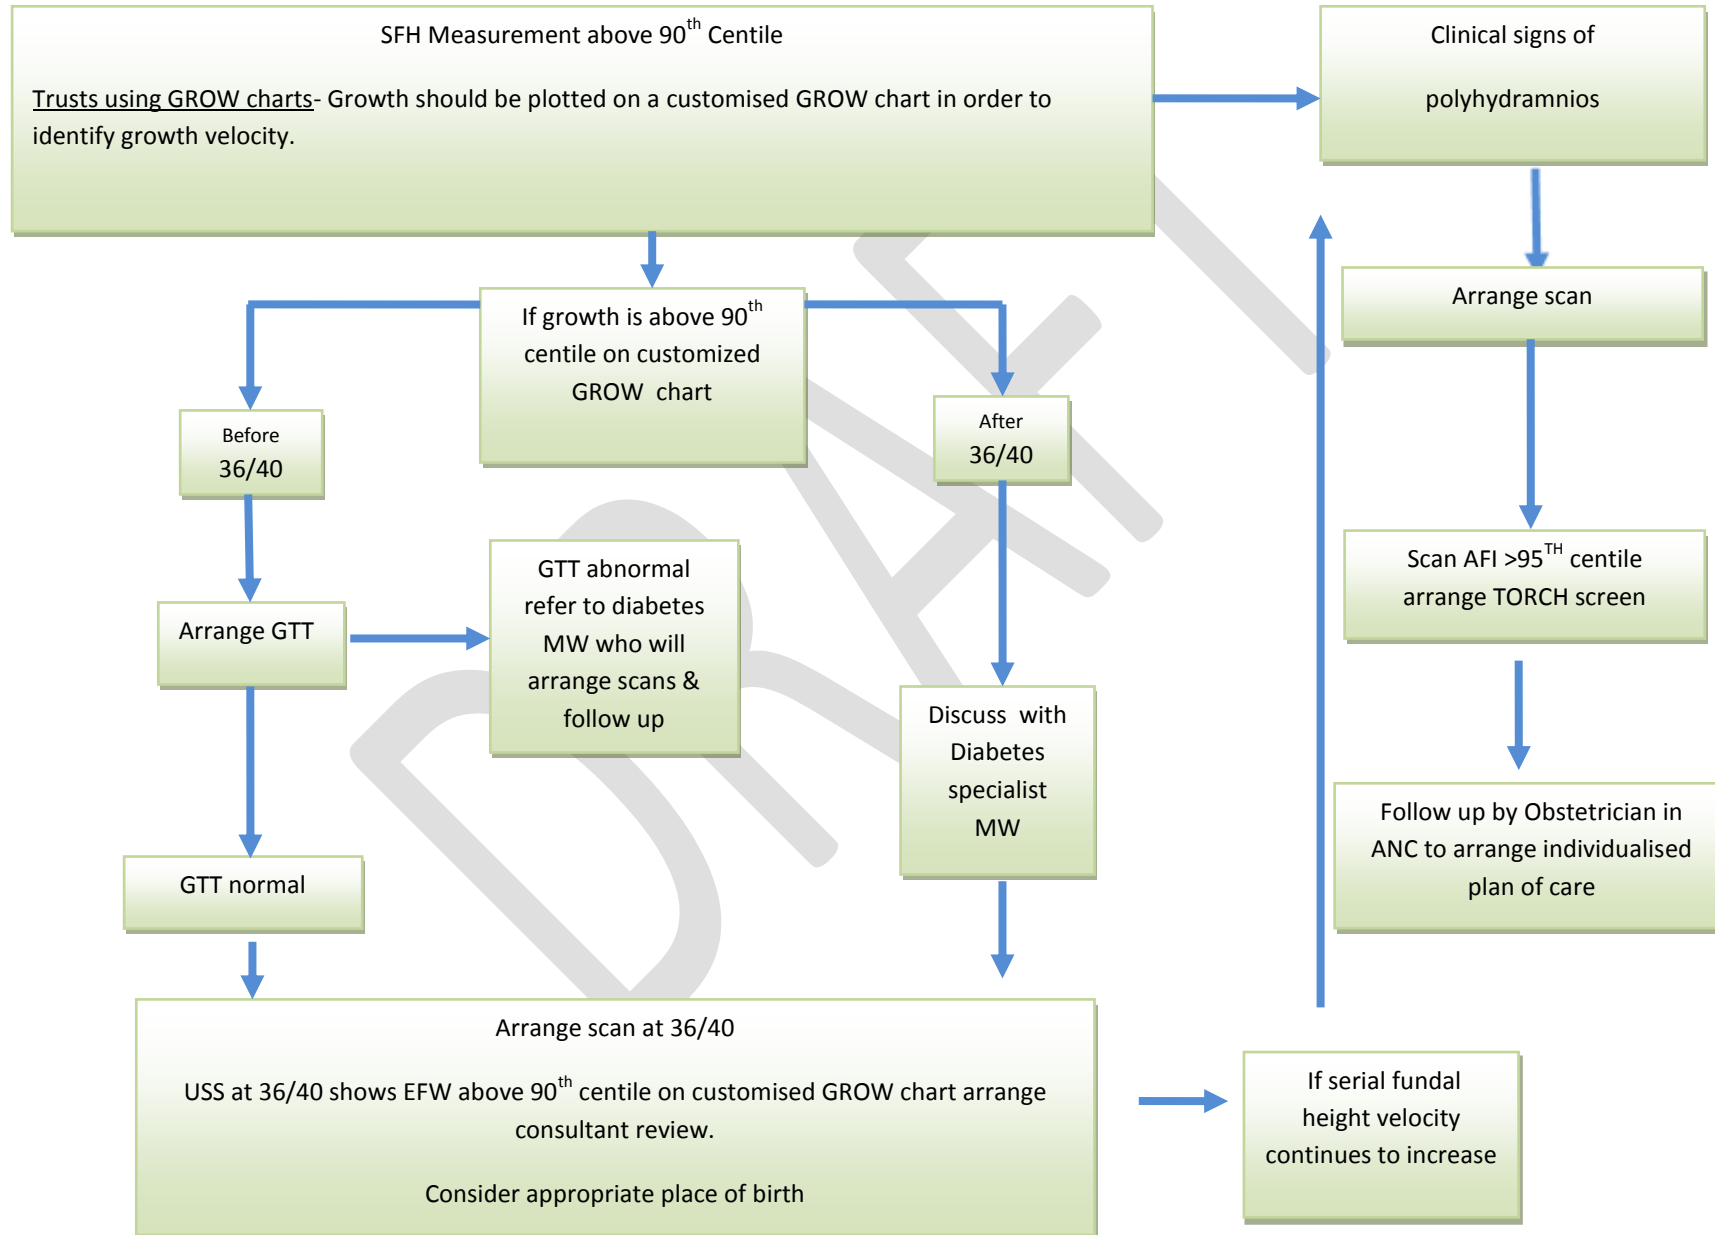 SFH Measurement above 90th Centile
Trusts using GROW charts- Growth should be plotted on a customised GROW chart in order to
identify growth velocity.
Clinical signs of
polyhydramnios
Arrange scan
If growth is above 90th
centile on customized
GROW chart
Before
36/40
After
36/40
Scan AFI >95TH centile
arrange TORCH screen
GTT abnormal
refer to diabetes
MW who will
arrange scans &
follow up
Arrange GTT
Discuss with
Diabetes
specialist
MW
Follow up by Obstetrician in
ANC to arrange individualised
plan of care
GTT normal
Arrange scan at 36/40
USS at 36/40 shows EFW above 90th centile on customised GROW chart arrange
consultant review.
Consider appropriate place of birth
If serial fundal
height velocity
continues to increase
DRAFT